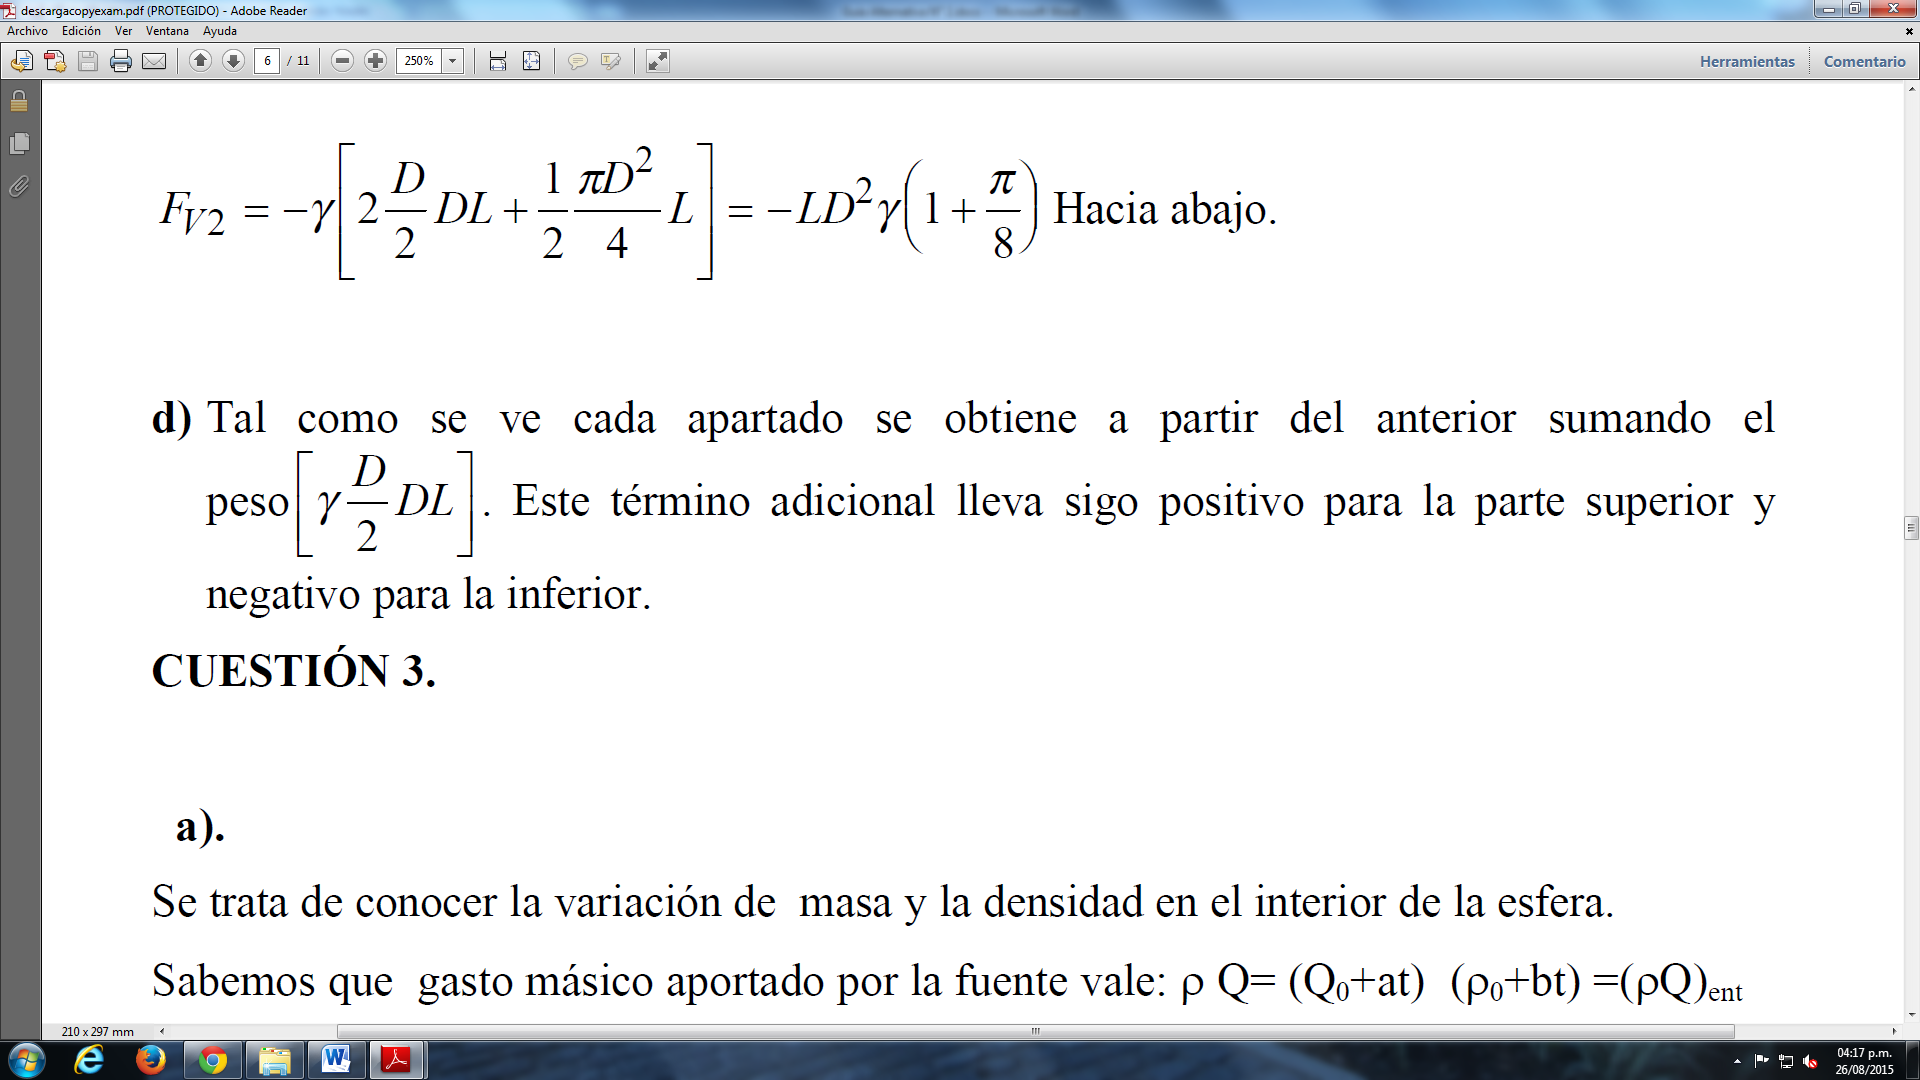 descargacopyexam.pdf (PROTEGIDO) - Adobe Reader
Archivo Edición Ver Ventana Ayuda
6 / 11 250% Herramientas Comentario
F_{V2} = −γ[2 D/2 DL + 1/2 πD²/4 L] = −LD²γ(1 + π/8) Hacia abajo.
d) Tal como se ve cada apartado se obtiene a partir del anterior sumando el
peso[γ D/2 DL]. Este término adicional lleva sigo positivo para la parte superior y
negativo para la inferior.
CUESTIÓN 3.
a).
Se trata de conocer la variación de masa y la densidad en el interior de la esfera.
Sabemos que gasto másico aportado por la fuente vale: ρ Q= (Q₀+at) (ρ₀+bt) =(ρQ)ent
210 x 297 mm
04:17 p.m.
26/08/2015